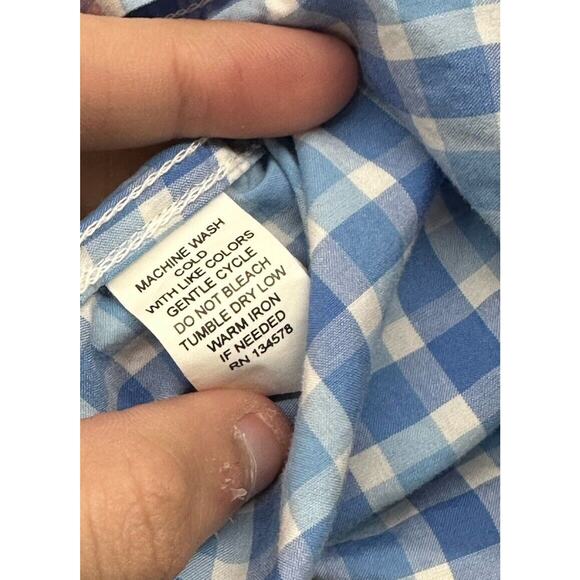 MACHINE WASH
COLD
WITH LIKE COLORS
GENTLE CYCLE
DO NOT BLEACH
TUMBLE DRY LOW
WARM IRON
IF NEEDED
RN 134578